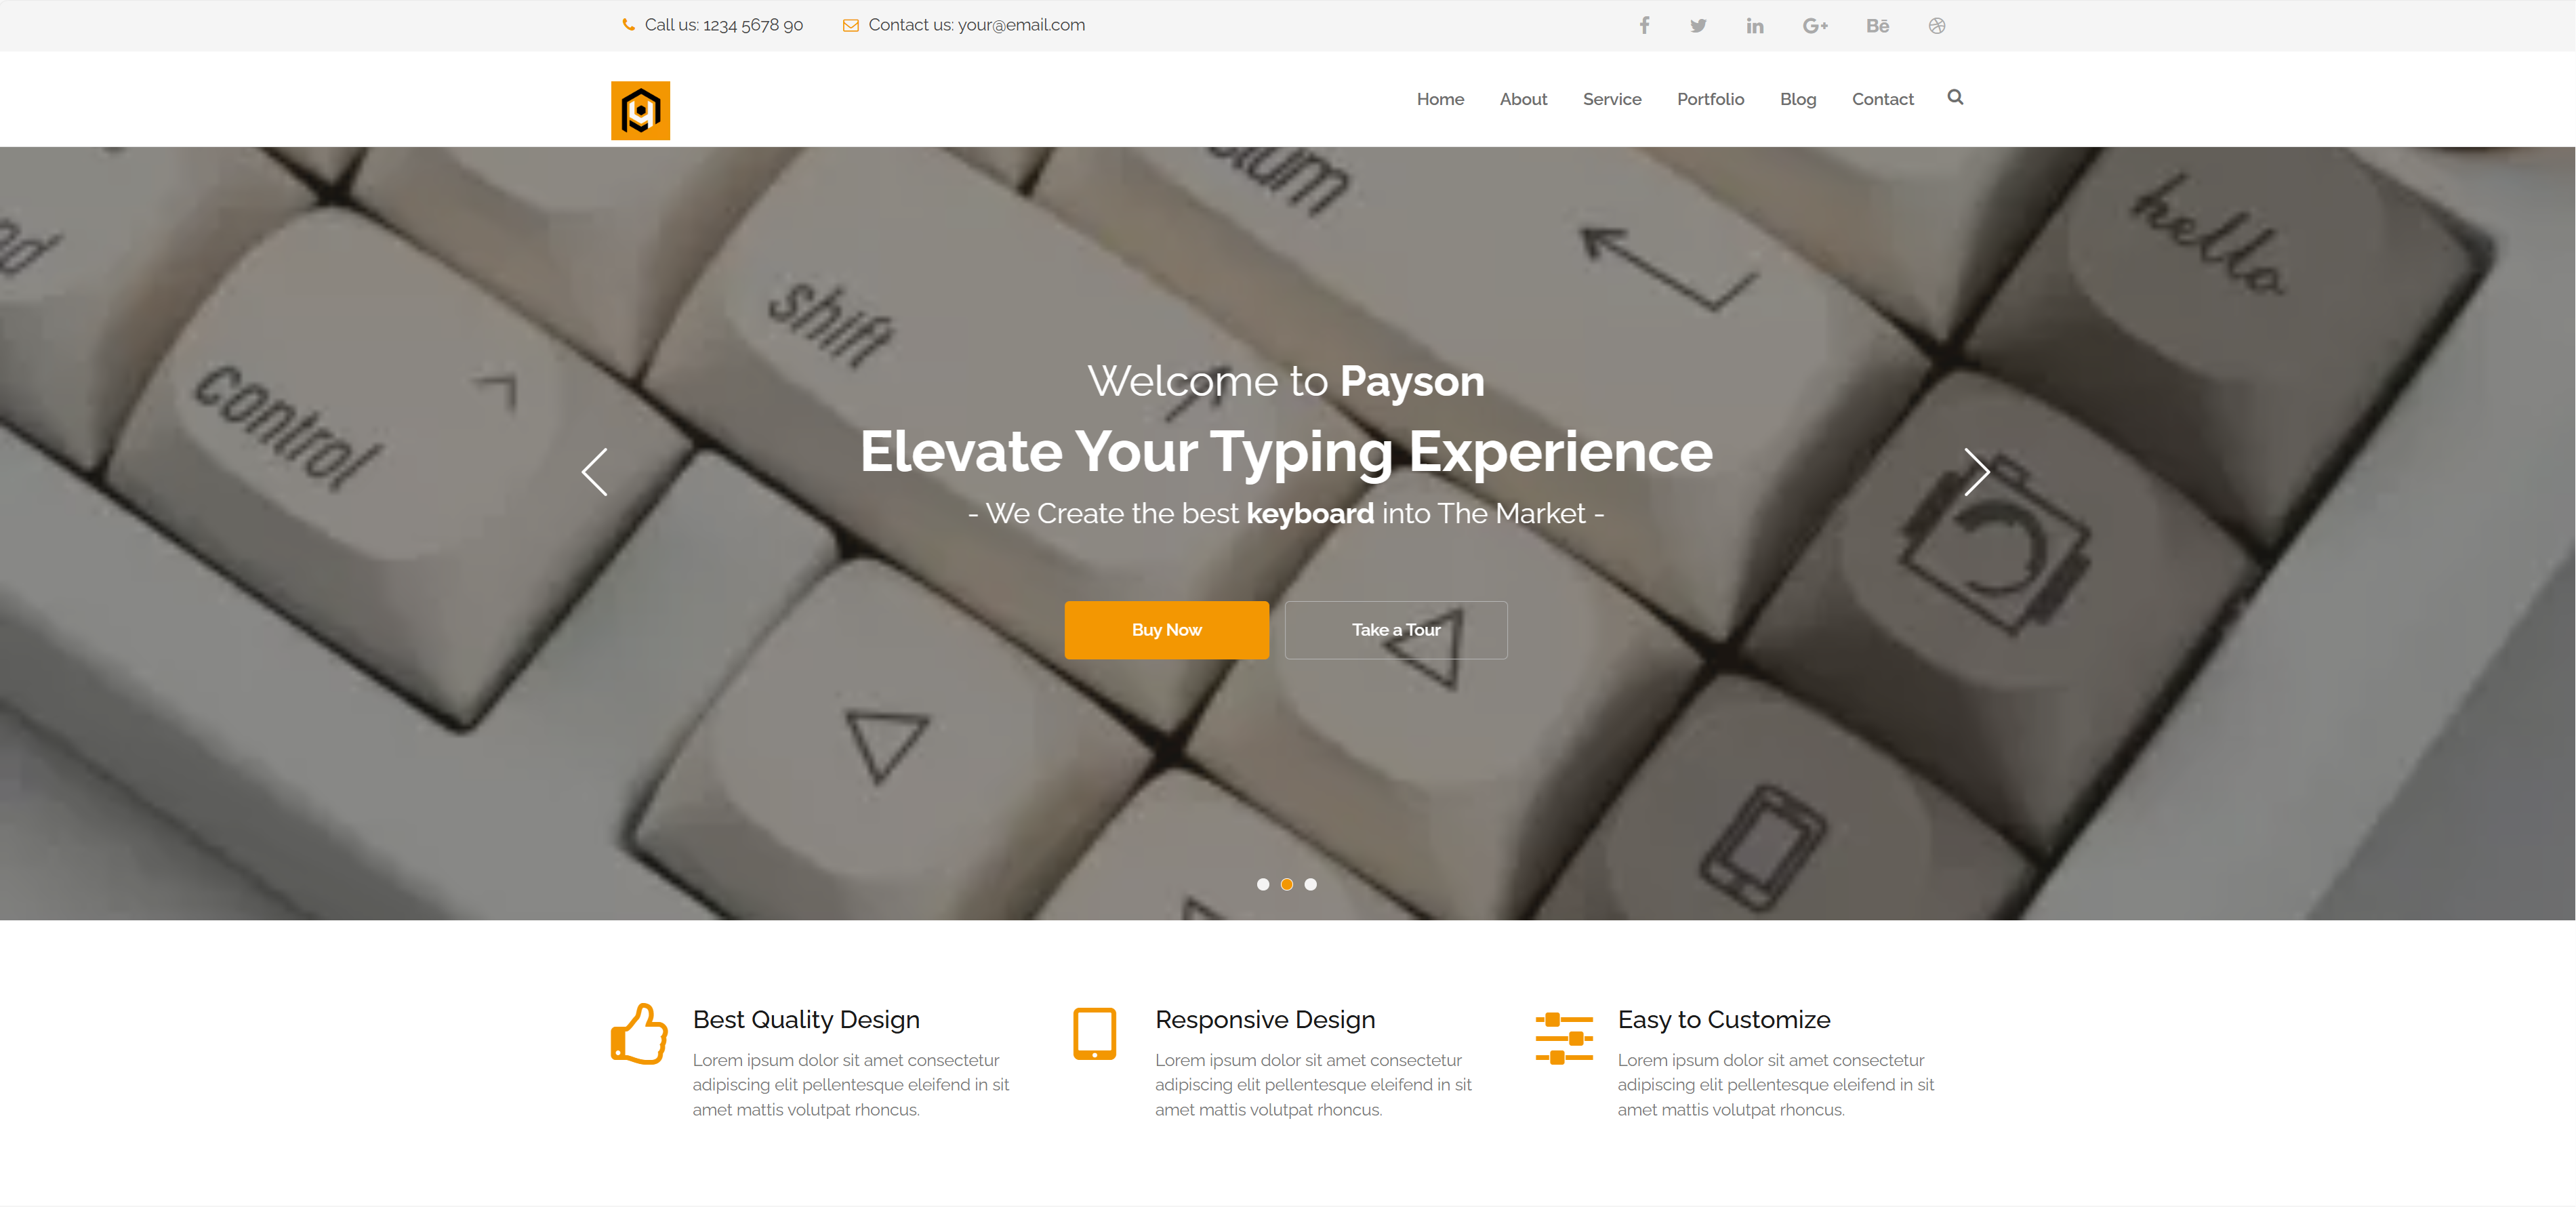 Call us: 1234 5678 90
Contact us: your@email.com
Bē
Home
About
Service
Portfolio
Blog
Contact
hello
shift
control
Welcome to Payson
Elevate Your Typing Experience
- We Create the best keyboard into The Market -
Buy Now
Take a Tour
Best Quality Design
Lorem ipsum dolor sit amet consectetur
adipiscing elit pellentesque eleifend in sit
amet mattis volutpat rhoncus.
Responsive Design
Lorem ipsum dolor sit amet consectetur
adipiscing elit pellentesque eleifend in sit
amet mattis volutpat rhoncus.
Easy to Customize
Lorem ipsum dolor sit amet consectetur
adipiscing elit pellentesque eleifend in sit
amet mattis volutpat rhoncus.